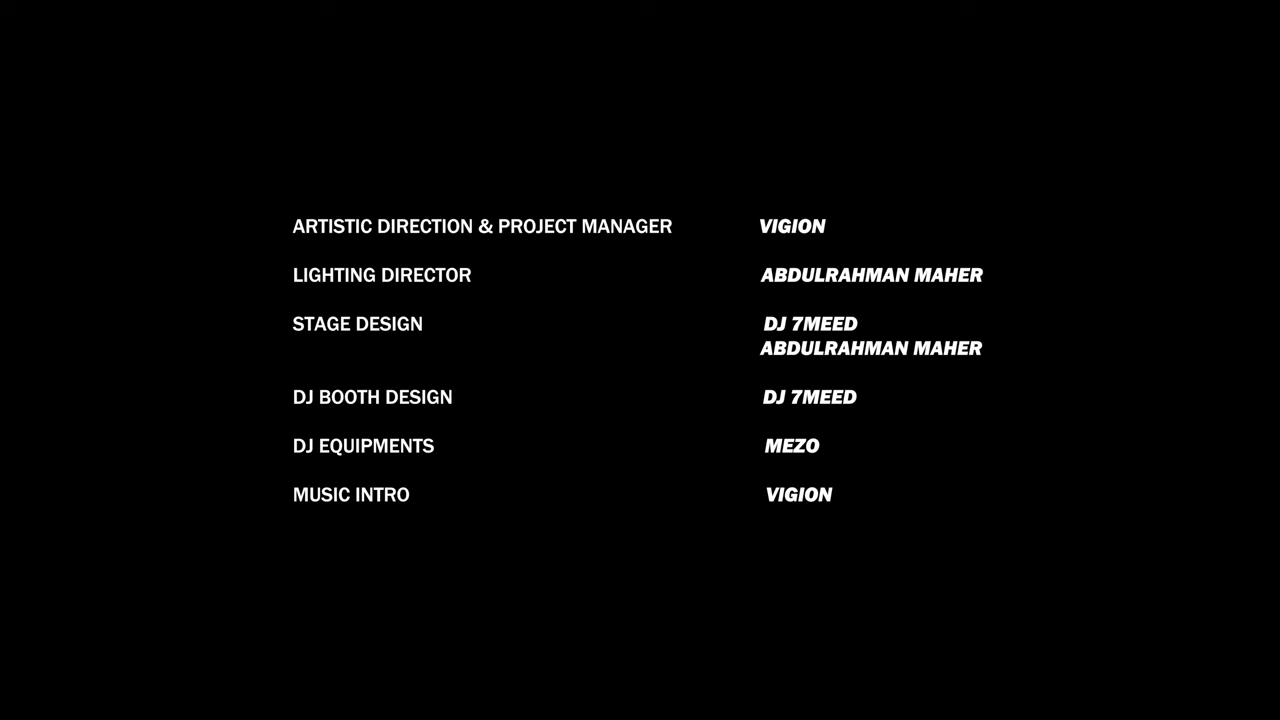 ARTISTIC DIRECTION & PROJECT MANAGER VIGION
LIGHTING DIRECTOR ABDULRAHMAN MAHER
STAGE DESIGN DJ 7MEED
ABDULRAHMAN MAHER
DJ BOOTH DESIGN DJ 7MEED
DJ EQUIPMENTS MEZO
MUSIC INTRO VIGION